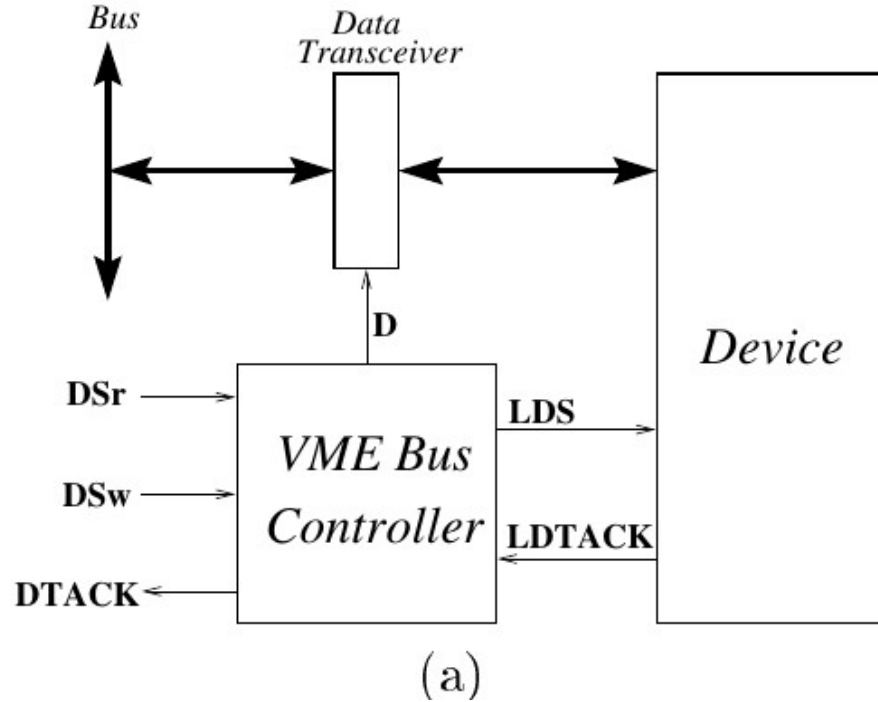 Bus
Data
Transceiver
D
Device
DSr
LDS
VME Bus
DSw
Controller
LDTACK
DTACK
(a)